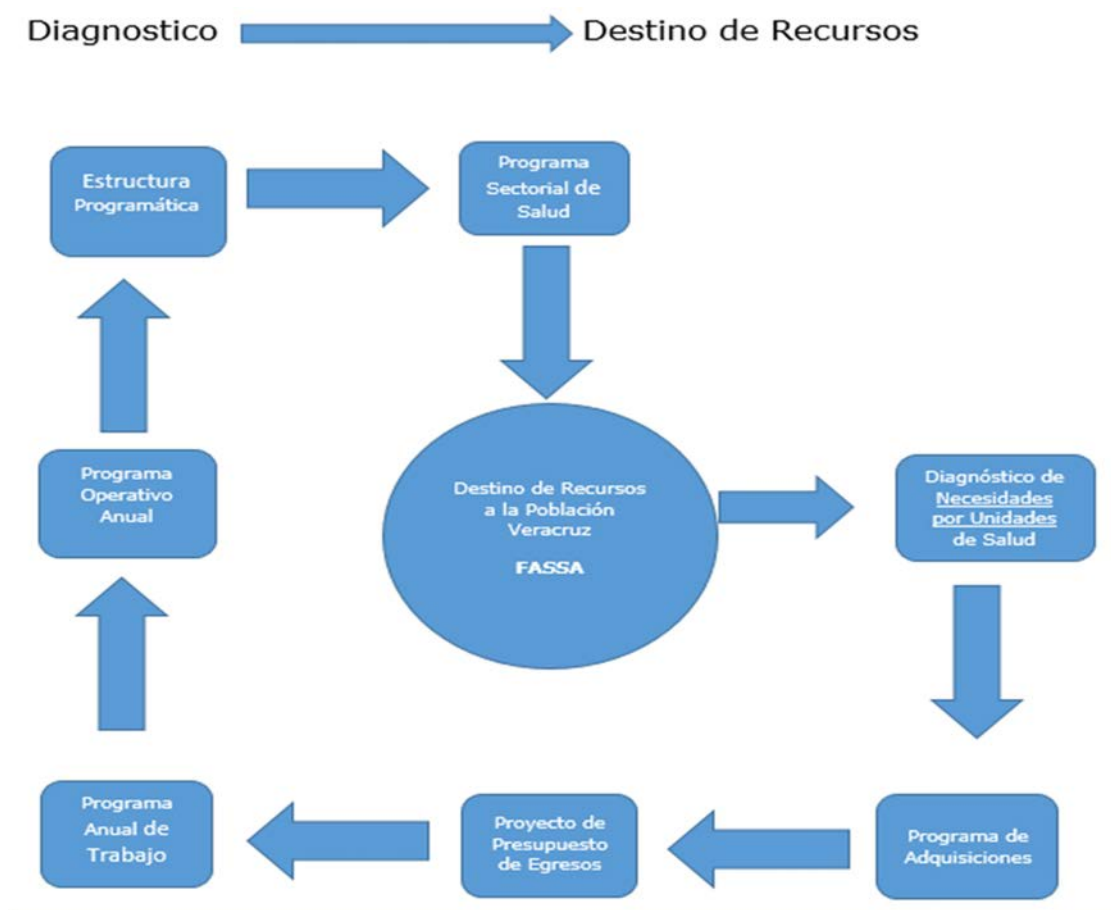 Diagnostico
Destino de Recursos
Estructura
Programática
Programa
Sectorial de
Salud
Programa
Operativo
Anual
Destino de Recursos
a la Población
Veracruz
FASSA
Diagnóstico de
Necesidades
por Unidades
de Salud
Programa
Anual de
Trabajo
Proyecto de
Presupuesto
de Egresos
Programa de
Adquisiciones